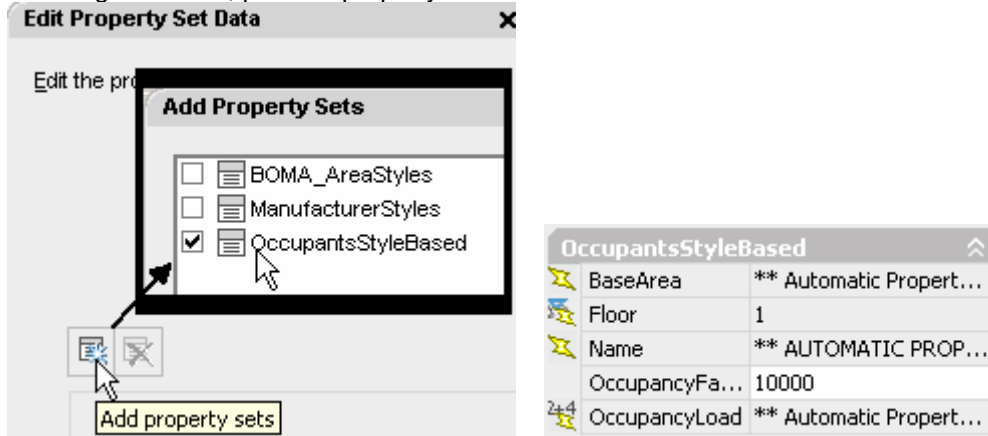 Edit Property Set Data
Edit the pro
Add Property Sets
BOMA_AreaStyles
ManufacturerStyles
OccupantsStyleBased
Add property sets
OccupantsStyleBased
BaseArea ** Automatic Propert...
Floor 1
Name ** AUTOMATIC PROP...
OccupancyFa... 10000
OccupancyLoad ** Automatic Propert...